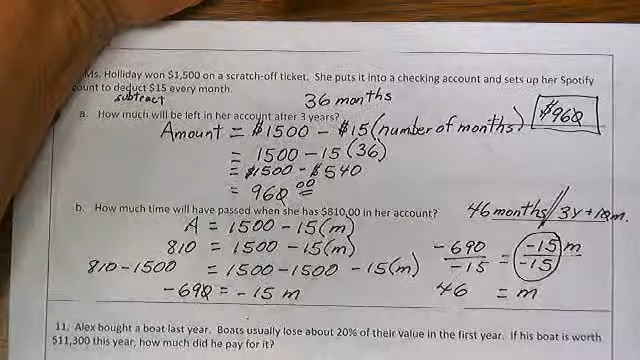 Ms. Holliday won $1,500 on a scratch-off ticket. She puts it into a checking account and sets up her Spotify
count to deduct $15 every month.
subtract
36 months
a. How much will be left in her account after 3 years?
Amount = $1500 - $15(number of months)
$960
= 1500 - 15(36)
= $1500 - $540
= 960 00
b. How much time will have passed when she has $810.00 in her account?
46 months // 3y + 10m.
A = 1500 - 15(m)
810 = 1500 - 15(m)
810 - 1500 = 1500 - 1500 - 15(m)
-690 = -15 m
-690/-15 = -15/-15 m
46 = m
11. Alex bought a boat last year. Boats usually lose about 20% of their value in the first year. If his boat is worth
$11,300 this year, how much did he pay for it?